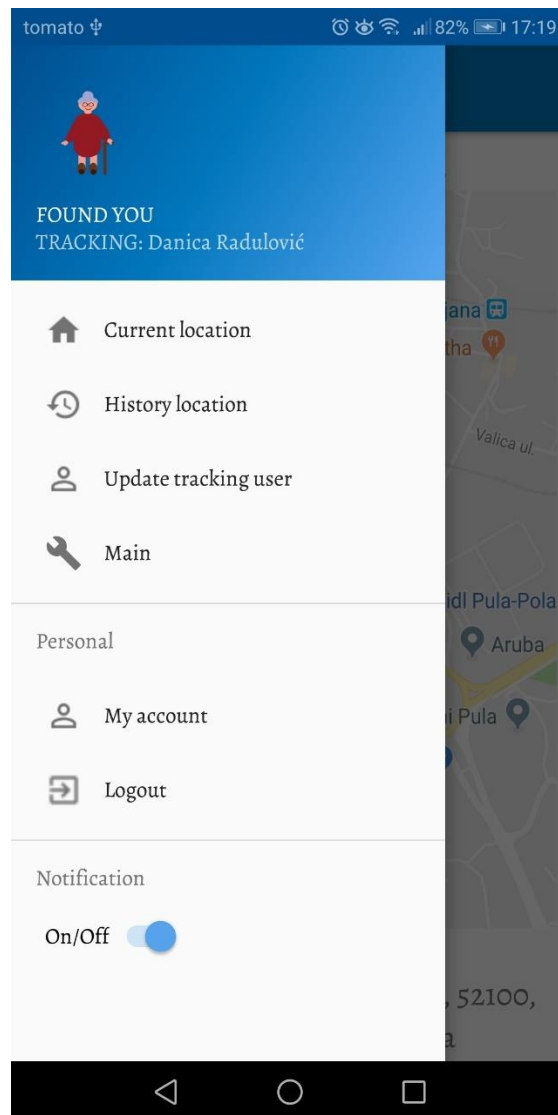 tomato 82% 17:19
FOUND YOU
TRACKING: Danica Radulović
Current location
History location
Update tracking user
Main
Personal
My account
Logout
Notification
On/Off
jana
tha
Valica ul.
idl Pula-Pola
Aruba
i Pula
, 52100,
a